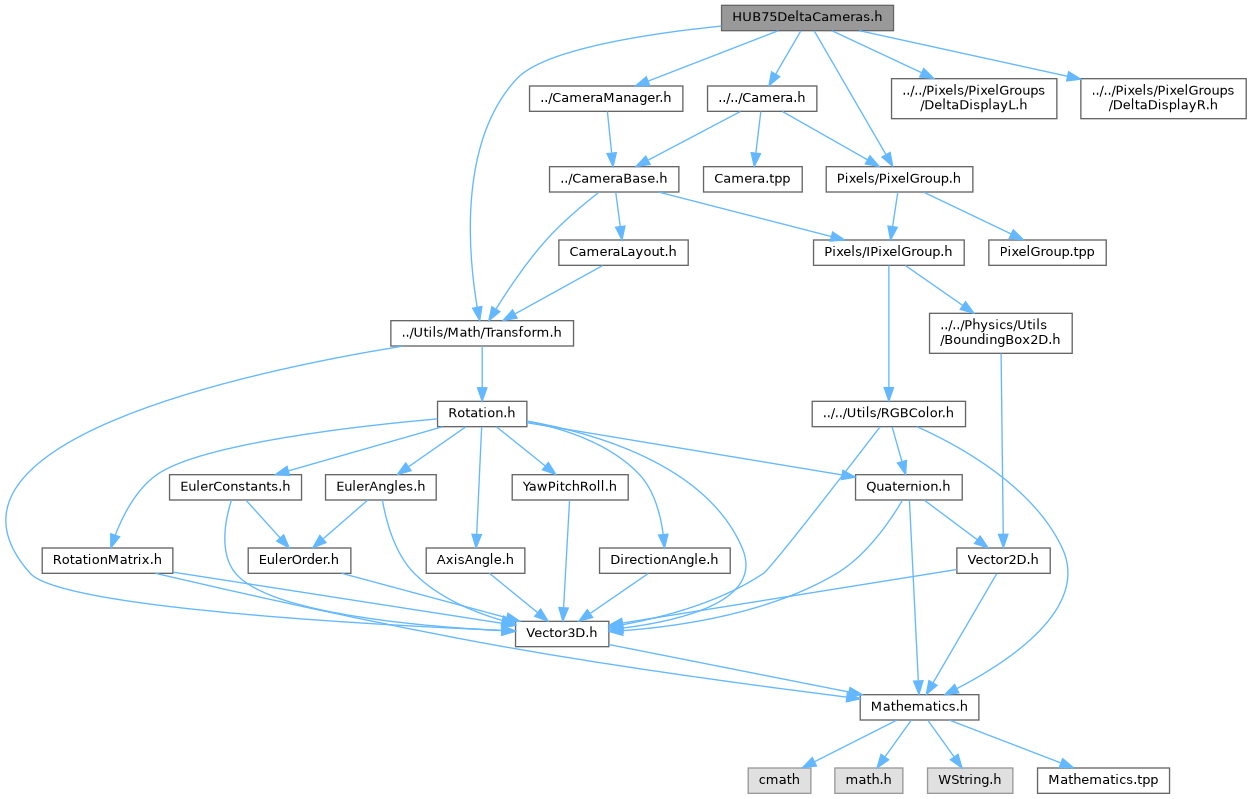 HUB75DeltaCameras.h
../CameraManager.h
../../Camera.h
../../Pixels/PixelGroups
/DeltaDisplayL.h
../../Pixels/PixelGroups
/DeltaDisplayR.h
../CameraBase.h
Camera.tpp
Pixels/PixelGroup.h
CameraLayout.h
Pixels/IPixelGroup.h
PixelGroup.tpp
../Utils/Math/Transform.h
../../Physics/Utils
/BoundingBox2D.h
Rotation.h
../../Utils/RGBColor.h
EulerConstants.h
EulerAngles.h
YawPitchRoll.h
Quaternion.h
RotationMatrix.h
EulerOrder.h
AxisAngle.h
DirectionAngle.h
Vector2D.h
Vector3D.h
Mathematics.h
cmath
math.h
WString.h
Mathematics.tpp